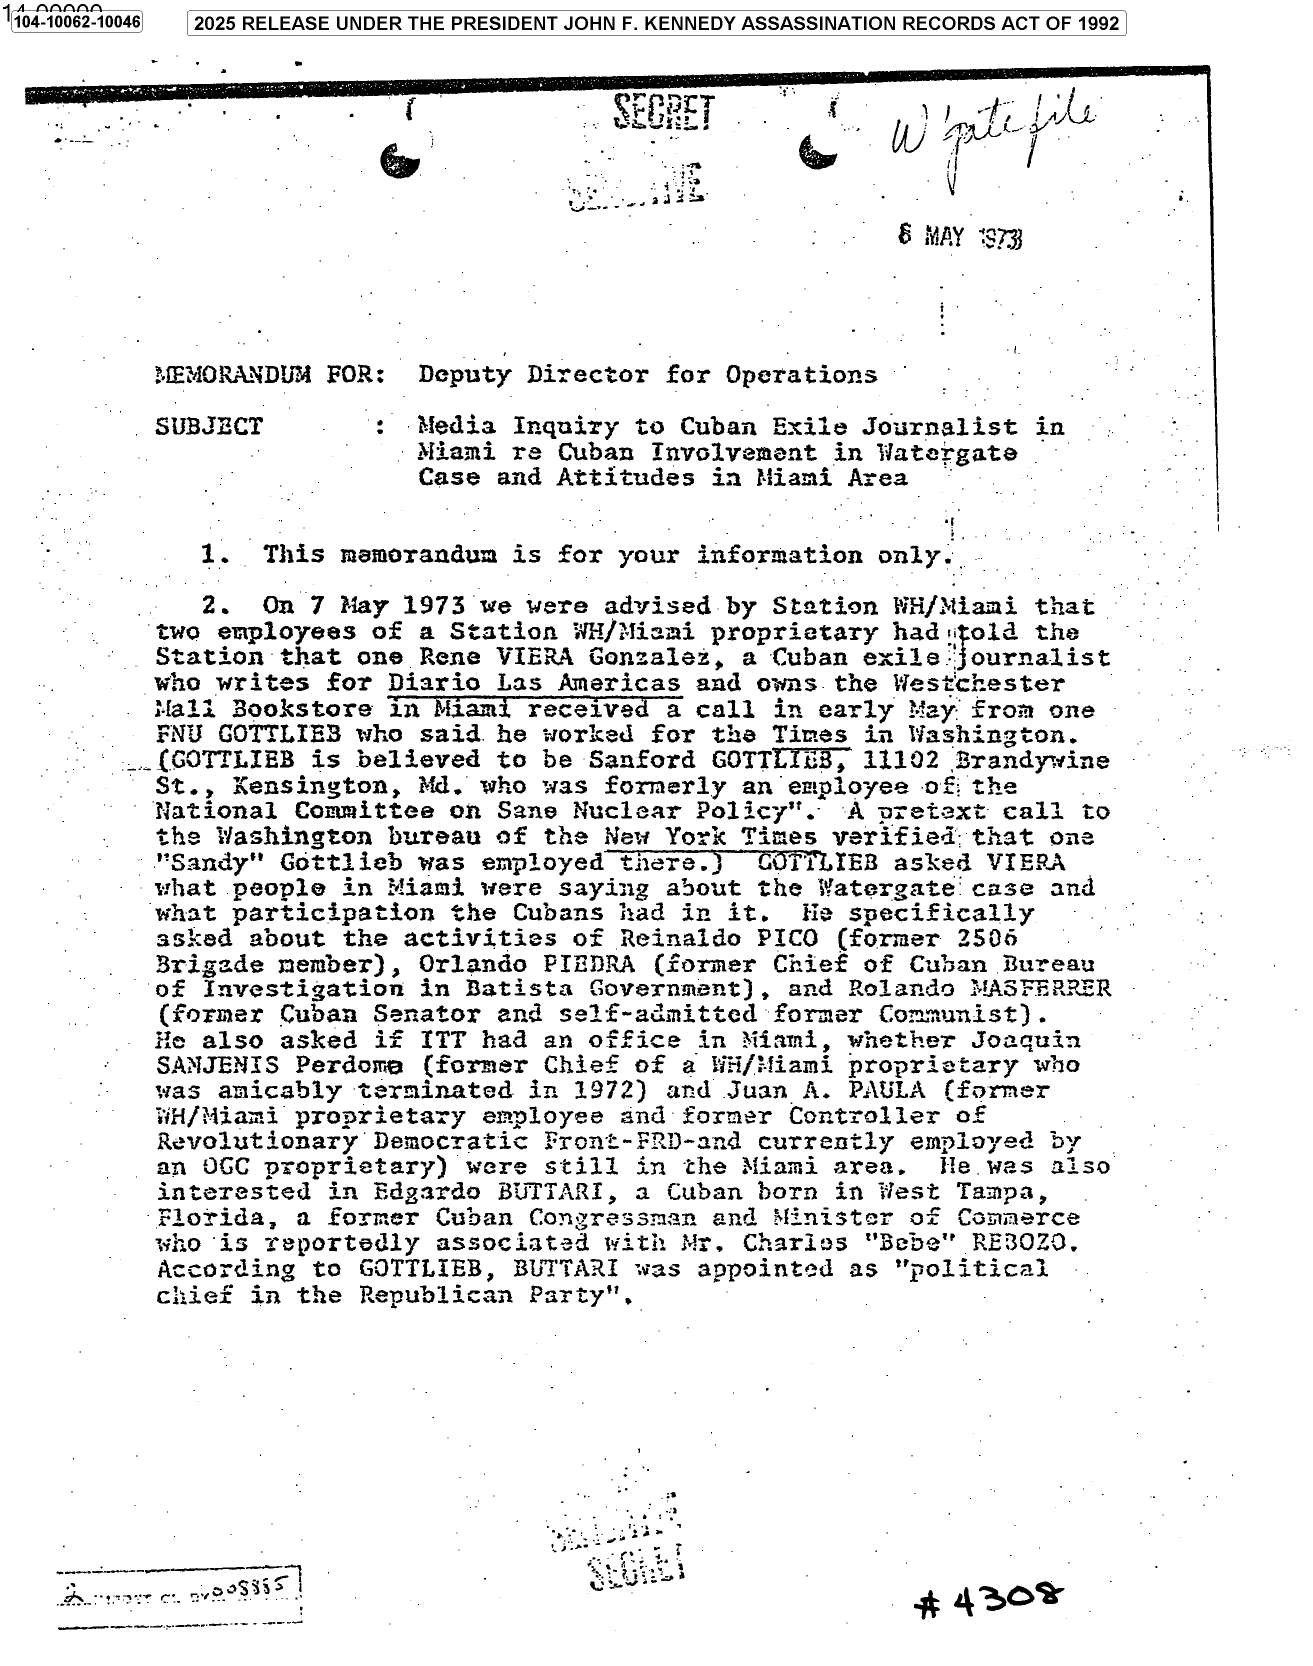 104-10062-10046
2025 RELEASE UNDER THE PRESIDENT JOHN F. KENNEDY ASSASSINATION RECORDS ACT OF 1992
SECRET
W'gate file
8 MAY 1973
MEMORANDUM FOR: Deputy Director for Operations
SUBJECT : Media Inquiry to Cuban Exile Journalist in
Miami re Cuban Involvement in Watergate
Case and Attitudes in Miami Area
1. This memorandum is for your information only.
2. On 7 May 1973 we were advised by Station WH/Miami that
two employees of a Station WH/Miami proprietary had told the
Station that one Rene VIERA Gonzalez, a Cuban exile journalist
who writes for Diario Las Americas and owns the Westchester
Mall Bookstore in Miami received a call in early May from one
FNU GOTTLIEB who said he worked for the Times in Washington.
(GOTTLIEB is believed to be Sanford GOTTLIEB, 11102 Brandywine
St., Kensington, Md. who was formerly an employee of the
National Committee on Sane Nuclear Policy". A pretext call to
the Washington bureau of the New York Times verified that one
"Sandy" Gottlieb was employed there.) GOTTLIEB asked VIERA
what people in Miami were saying about the Watergate case and
what participation the Cubans had in it. He specifically
asked about the activities of Reinaldo PICO (former 2506
Brigade member), Orlando PIEDRA (former Chief of Cuban Bureau
of Investigation in Batista Government), and Rolando MASFERRER
(former Cuban Senator and self-admitted former Communist).
He also asked if ITT had an office in Miami, whether Joaquin
SANJENIS Perdomo (former Chief of a WH/Miami proprietary who
was amicably terminated in 1972) and Juan A. PAULA (former
WH/Miami proprietary employee and former Controller of
Revolutionary Democratic Front-FRD-and currently employed by
an OGC proprietary) were still in the Miami area. He was also
interested in Edgardo BUTTARI, a Cuban born in West Tampa,
Florida, a former Cuban Congressman and Minister of Commerce
who is reportedly associated with Mr. Charles "Bebe" REBOZO.
According to GOTTLIEB, BUTTARI was appointed as "political
chief in the Republican Party".
SECRET
# 4308